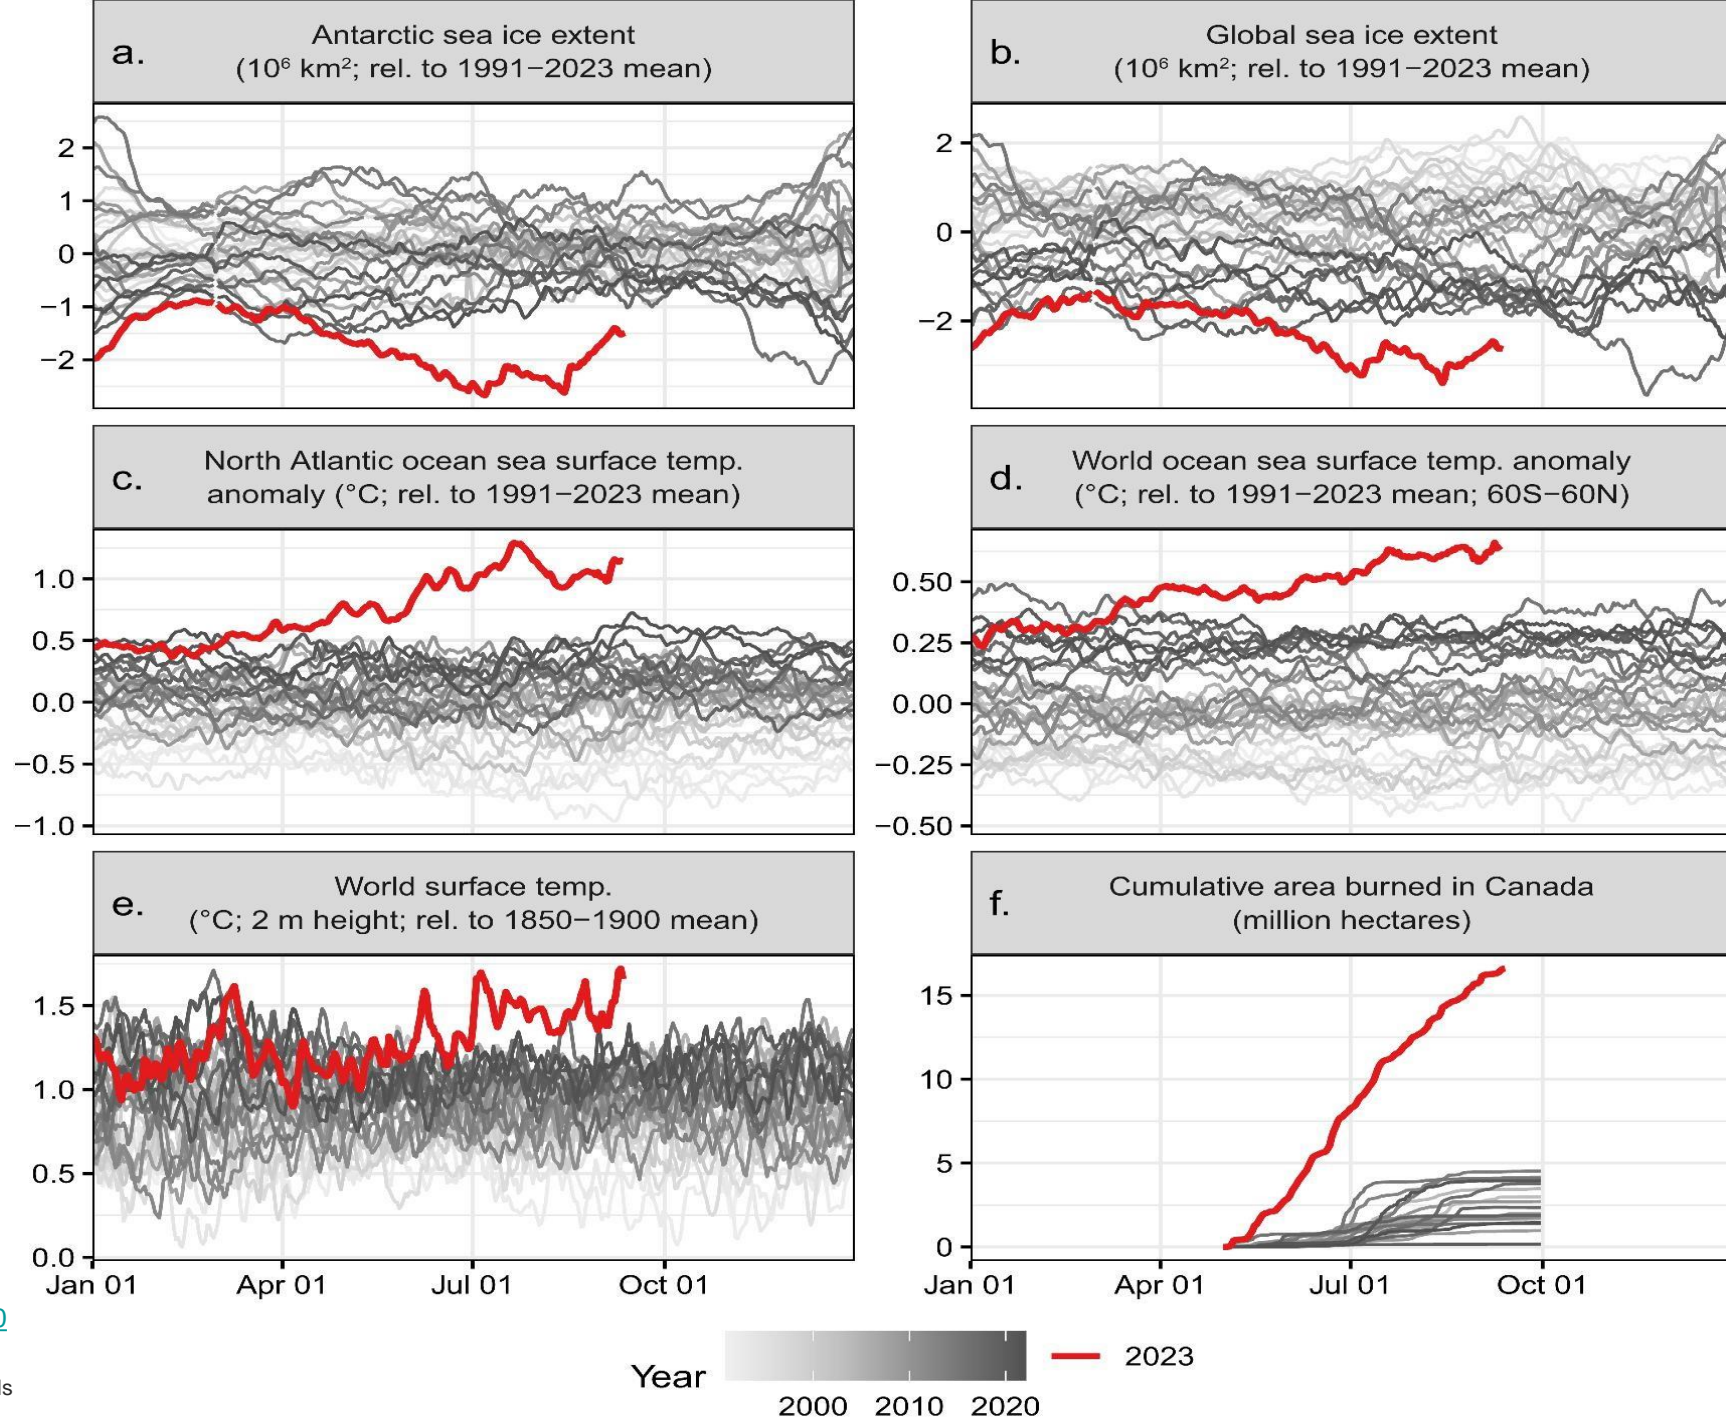 a.
Antarctic sea ice extent
(10⁶ km²; rel. to 1991−2023 mean)
2
1
0
−1
−2
b.
Global sea ice extent
(10⁶ km²; rel. to 1991−2023 mean)
2
0
−2
c.
North Atlantic ocean sea surface temp.
anomaly (°C; rel. to 1991−2023 mean)
1.0
0.5
0.0
−0.5
−1.0
d.
World ocean sea surface temp. anomaly
(°C; rel. to 1991−2023 mean; 60S−60N)
0.50
0.25
0.00
−0.25
−0.50
e.
World surface temp.
(°C; 2 m height; rel. to 1850−1900 mean)
1.5
1.0
0.5
0.0
Jan 01 Apr 01 Jul 01 Oct 01
f.
Cumulative area burned in Canada
(million hectares)
15
10
5
0
Jan 01 Apr 01 Jul 01 Oct 01
Year
2000 2010 2020
2023